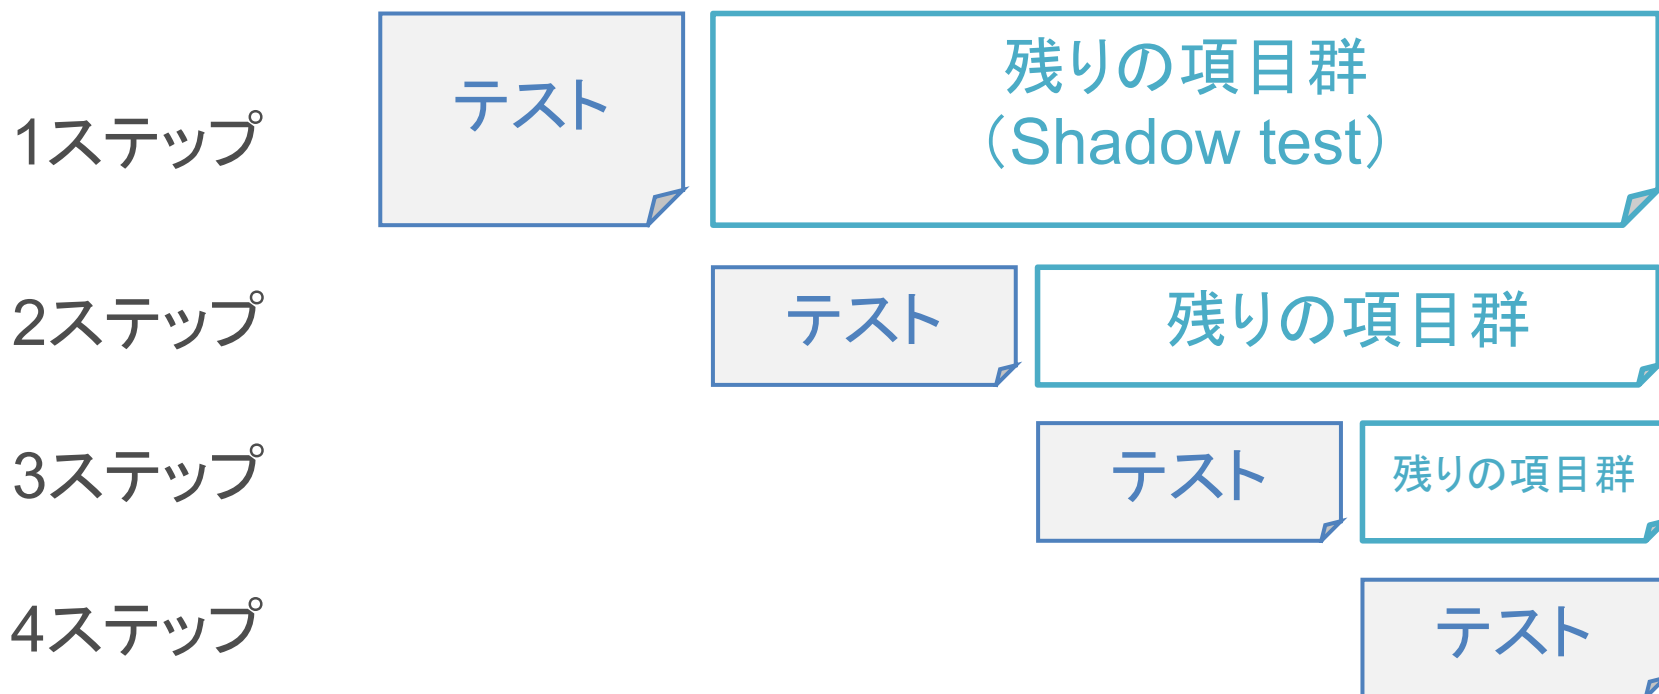 1ステップ
テスト
残りの項目群
（Shadow test）
2ステップ
テスト
残りの項目群
3ステップ
テスト
残りの項目群
4ステップ
テスト